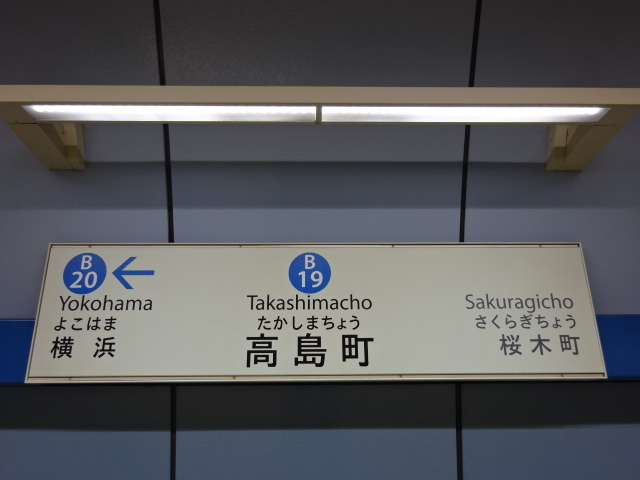 B
20
←
Yokohama
よこはま
横浜
B
19
Takashimacho
たかしまちょう
高島町
Sakuragicho
さくらぎちょう
桜木町